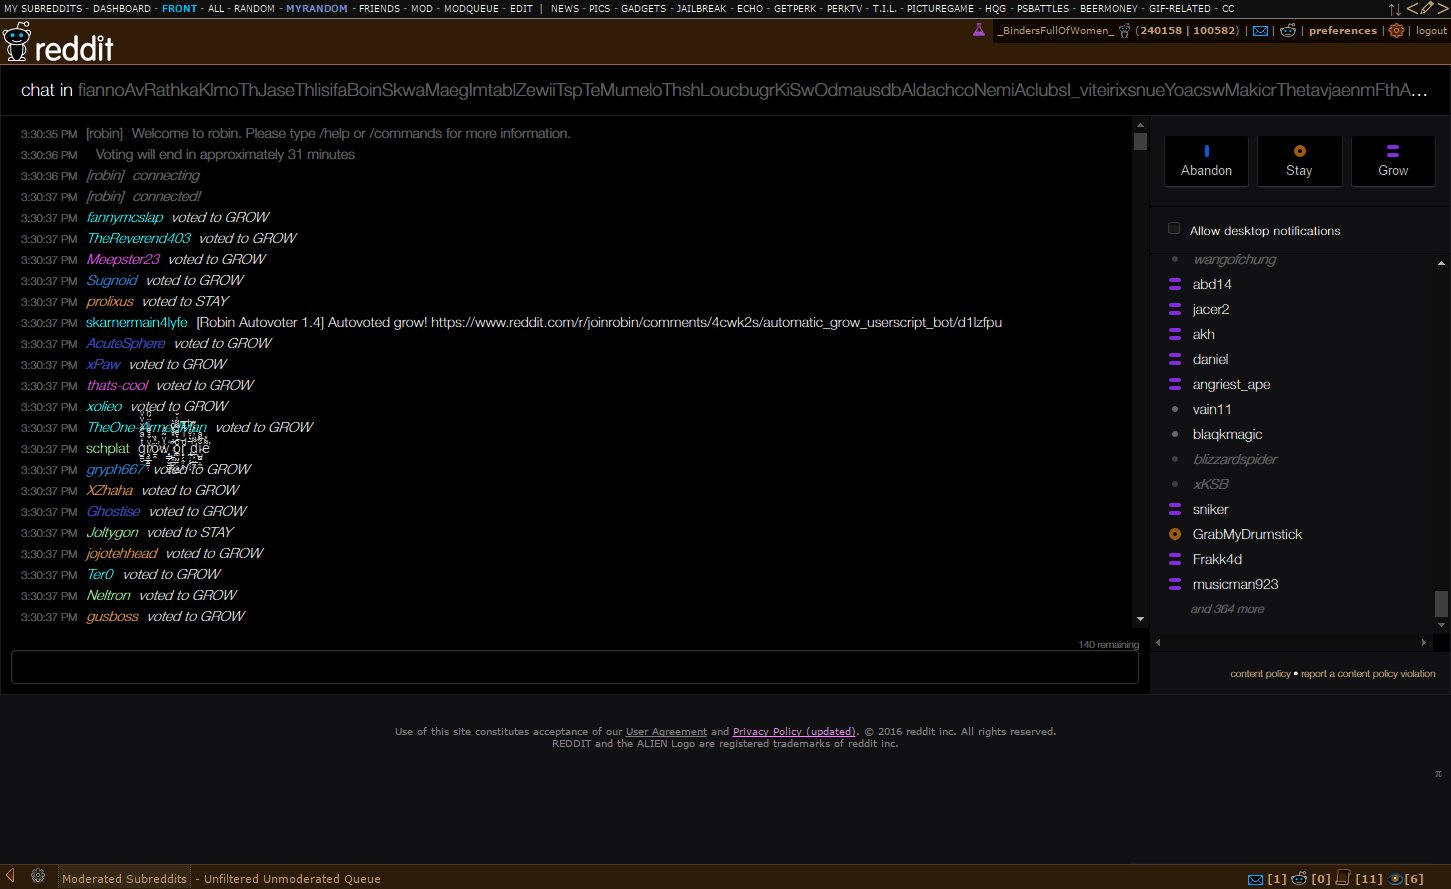 MY SUBREDDITS - DASHBOARD - FRONT - ALL - RANDOM - MYRANDOM - FRIENDS - MOD - MODQUEUE - EDIT | NEWS - PICS - GADGETS - JAILBREAK - ECHO - GETPERK - PERKTV - T.I.L. - PICTUREGAME - HQG - PSBATTLES - BEERMONEY - GIF-RELATED - CC
_BindersFullOfWomen_ (240158 | 100582) | | | preferences | | logout
reddit
chat in fiannoAvRathkaKlmoThJaseThlisifaBoinSkwaMaeglmtablZewiiTspTeMumeloThshLoucbugrKiSwOdmausdbAldachcoNemiAclubsl_viteirixsnueYoacswMakicrThetavjaenmFthA...
3:30:35 PM [robin] Welcome to robin. Please type /help or /commands for more information.
3:30:36 PM Voting will end in approximately 31 minutes
3:30:36 PM [robin] connecting
3:30:37 PM [robin] connected!
3:30:37 PM fannymcslap voted to GROW
3:30:37 PM TheReverend403 voted to GROW
3:30:37 PM Meepster23 voted to GROW
3:30:37 PM Sugnoid voted to GROW
3:30:37 PM prolixus voted to STAY
3:30:37 PM skarnermain4lyfe [Robin Autovoter 1.4] Autovoted grow! https://www.reddit.com/r/joinrobin/comments/4cwk2s/automatic_grow_userscript_bot/d1lzfpu
3:30:37 PM AcuteSphere voted to GROW
3:30:37 PM xPaw voted to GROW
3:30:37 PM thats-cool voted to GROW
3:30:37 PM xolieo voted to GROW
3:30:37 PM TheOne-ArmedMan voted to GROW
3:30:37 PM schplat grow or die
3:30:37 PM gryph667 voted to GROW
3:30:37 PM XZhaha voted to GROW
3:30:37 PM Ghostise voted to GROW
3:30:37 PM Joltygon voted to STAY
3:30:37 PM jojotehhead voted to GROW
3:30:37 PM Ter0 voted to GROW
3:30:37 PM Neltron voted to GROW
3:30:37 PM gusboss voted to GROW
140 remaining
Abandon
Stay
Grow
Allow desktop notifications
wangofchung
abd14
jacer2
akh
daniel
angriest_ape
vain11
blaqkmagic
blizzardspider
xKSB
sniker
GrabMyDrumstick
Frakk4d
musicman923
and 364 more
content policy • report a content policy violation
Use of this site constitutes acceptance of our User Agreement and Privacy Policy (updated). © 2016 reddit inc. All rights reserved.
REDDIT and the ALIEN Logo are registered trademarks of reddit inc.
π
Moderated Subreddits - Unfiltered Unmoderated Queue
[1] [0] [11] [6]